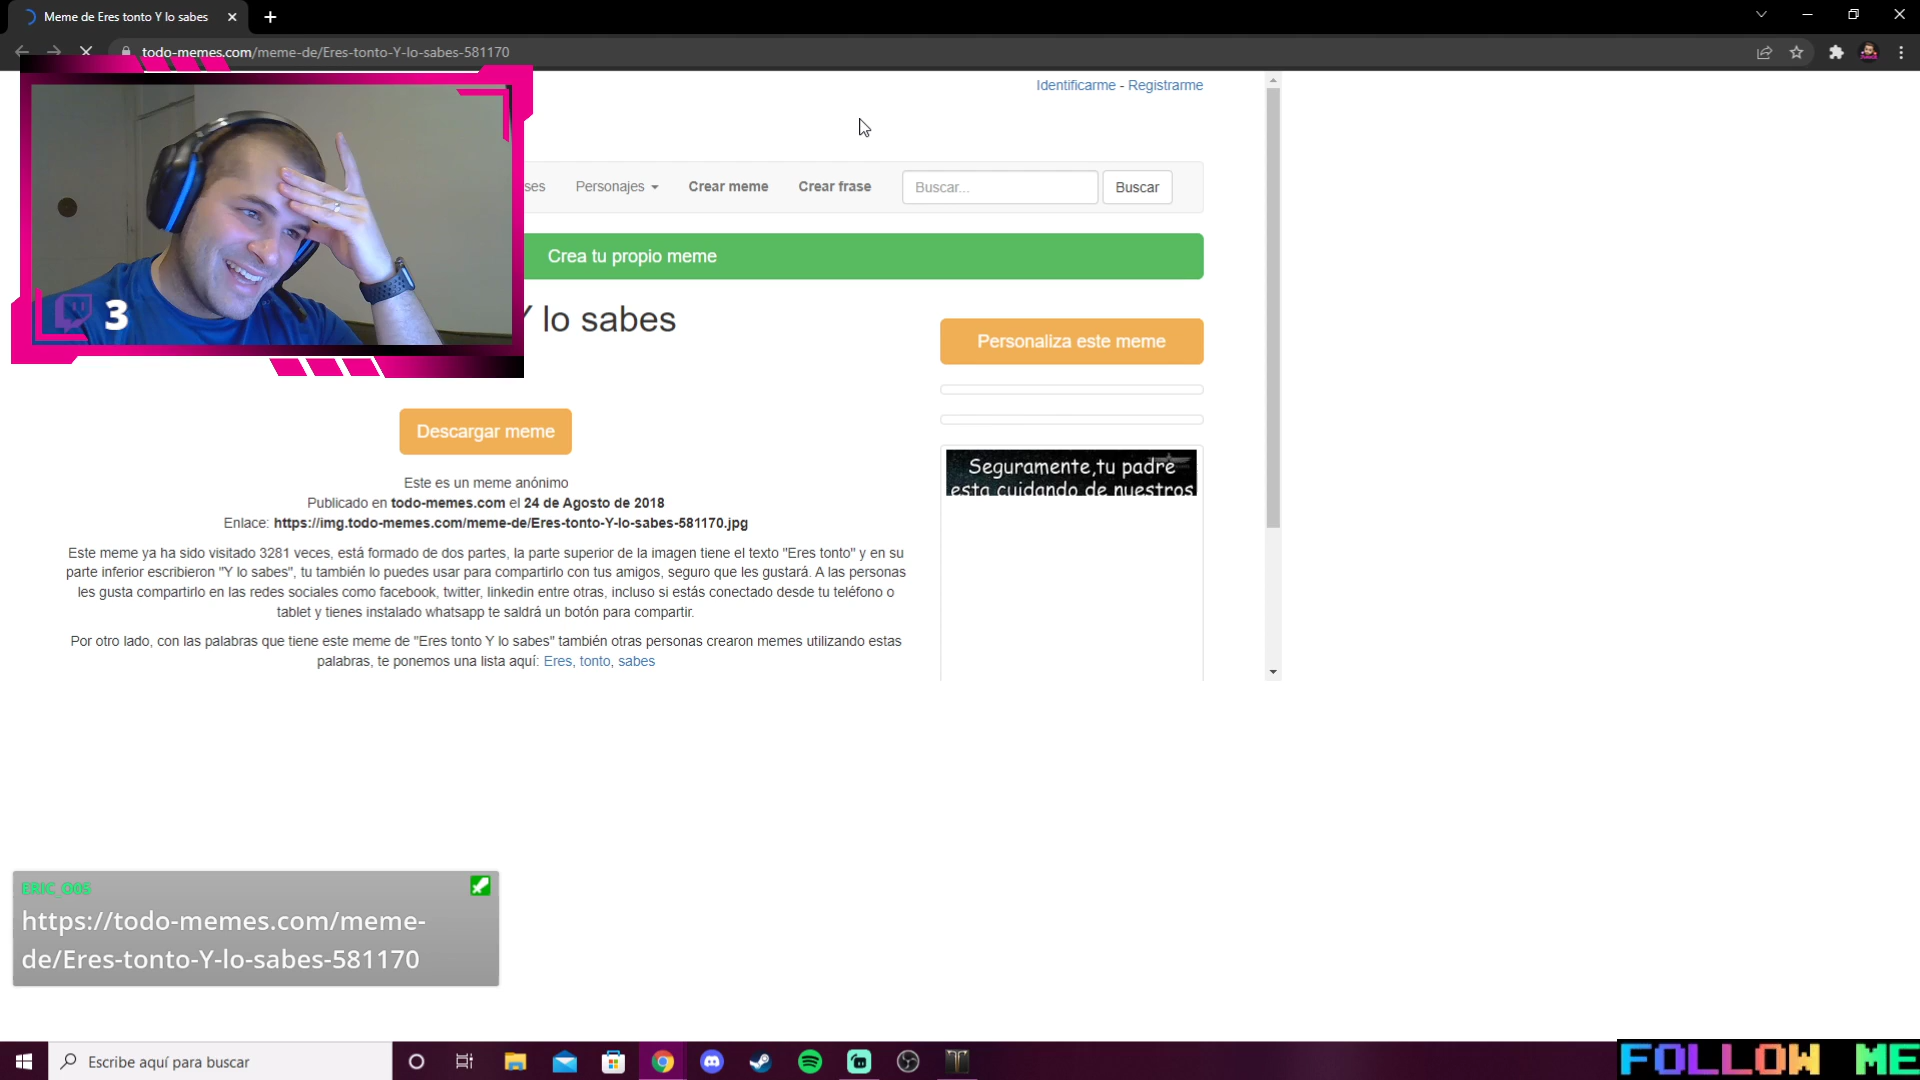 Meme de Eres tonto Y lo sabes
todo-memes.com/meme-de/Eres-tonto-Y-lo-sabes-581170
Identificarme - Registrarme
ses
Personajes
Crear meme
Crear frase
Buscar...
Buscar
Crea tu propio meme
3
Y lo sabes
Personaliza este meme
Descargar meme
Este es un meme anónimo
Publicado en todo-memes.com el 24 de Agosto de 2018
Enlace: https://img.todo-memes.com/meme-de/Eres-tonto-Y-lo-sabes-581170.jpg
Seguramente,tu padre
esta cuidando de nuestros
Este meme ya ha sido visitado 3281 veces, está formado de dos partes, la parte superior de la imagen tiene el texto "Eres tonto" y en su
parte inferior escribieron "Y lo sabes", tu también lo puedes usar para compartirlo con tus amigos, seguro que les gustará. A las personas
les gusta compartirlo en las redes sociales como facebook, twitter, linkedin entre otras, incluso si estás conectado desde tu teléfono o
tablet y tienes instalado whatsapp te saldrá un botón para compartir.
Por otro lado, con las palabras que tiene este meme de "Eres tonto Y lo sabes" también otras personas crearon memes utilizando estas
palabras, te ponemos una lista aquí: Eres, tonto, sabes
ERIC_005
https://todo-memes.com/meme-
de/Eres-tonto-Y-lo-sabes-581170
Escribe aquí para buscar
FOLLOW ME